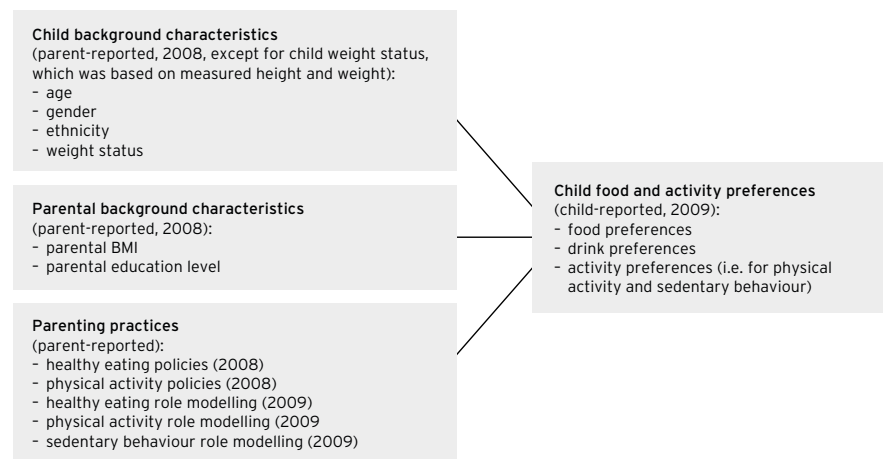 Child background characteristics
(parent-reported, 2008, except for child weight status,
which was based on measured height and weight):
– age
– gender
– ethnicity
– weight status
Parental background characteristics
(parent-reported, 2008):
– parental BMI
– parental education level
Parenting practices
(parent-reported):
– healthy eating policies (2008)
– physical activity policies (2008)
– healthy eating role modelling (2009)
– physical activity role modelling (2009
– sedentary behaviour role modelling (2009)
Child food and activity preferences
(child-reported, 2009):
– food preferences
– drink preferences
– activity preferences (i.e. for physical
activity and sedentary behaviour)